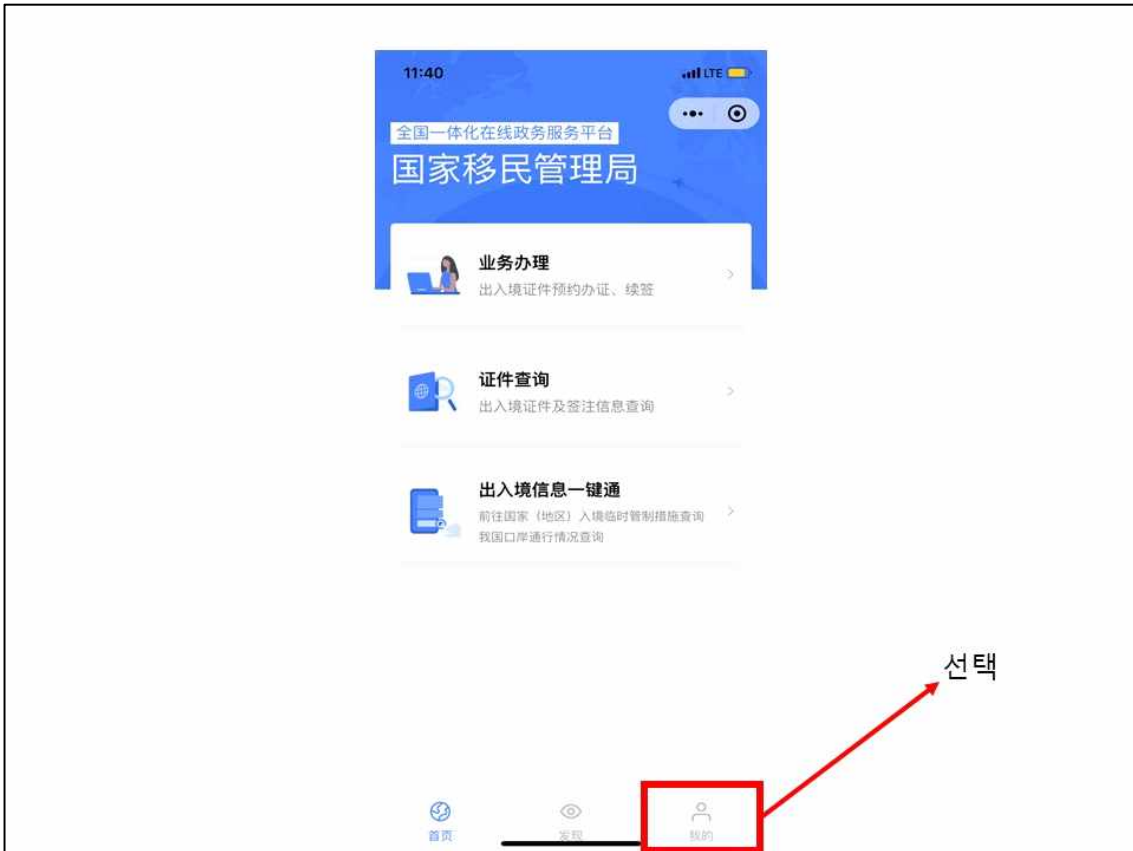 11:40
LTE
全国一体化在线政务服务平台
国家移民管理局
业务办理
出入境证件预约办证、续签
证件查询
出入境证件及签注信息查询
出入境信息一键通
前往国家（地区）入境临时管制措施查询
我国口岸通行情况查询
선택
首页
发现
我的